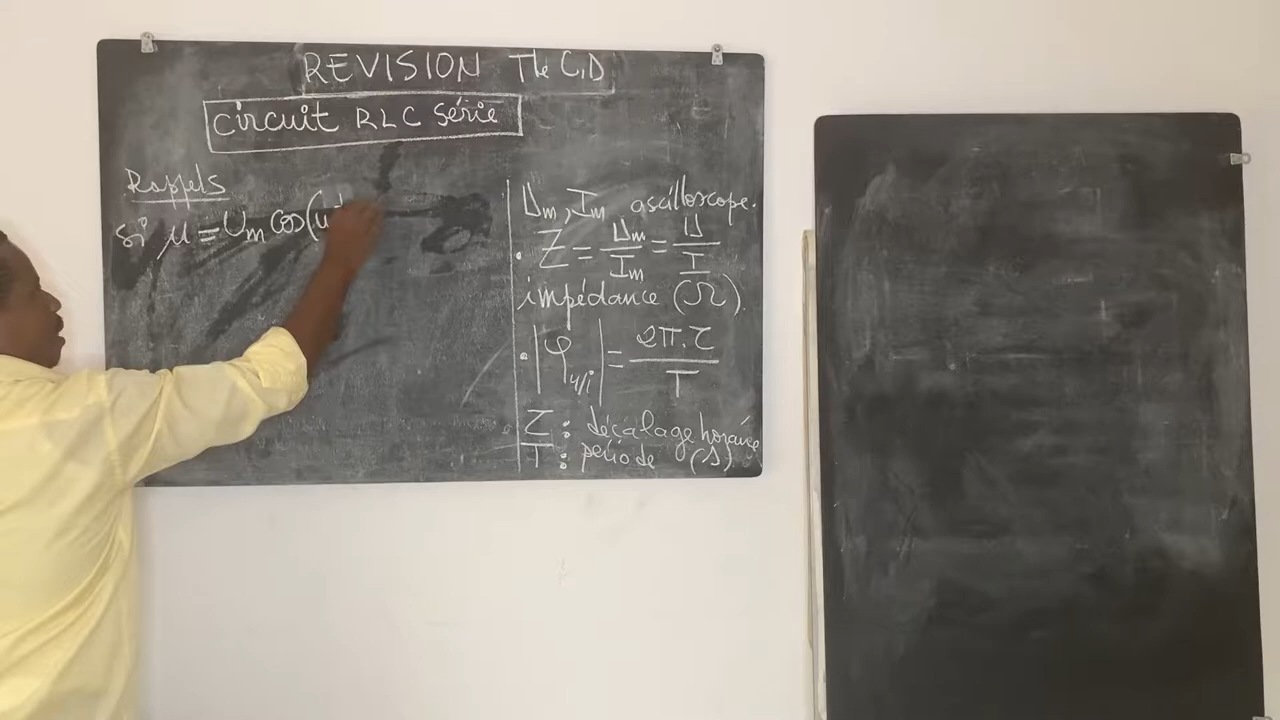 REVISION Tle C,D
Circuit RLC série
Rappels
si u = Um cos(ωt
Um, Im oscilloscope.
• Z = Um/Im = U/I
impédance (Ω).
• |φu/i| = 2π.τ/T
τ : décalage horaire
T : période (s)